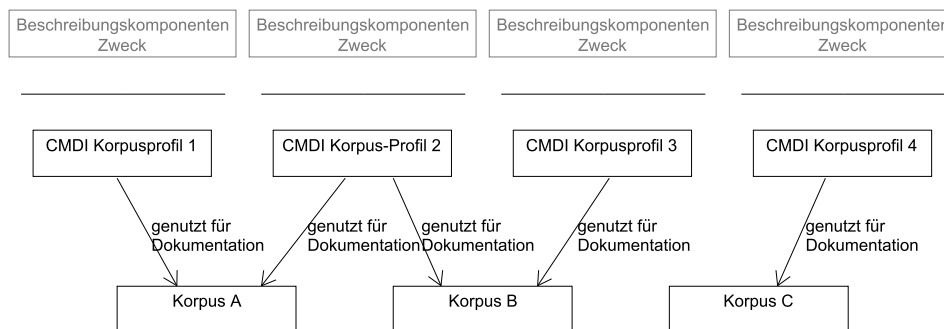 Beschreibungskomponenten
Zweck
Beschreibungskomponenten
Zweck
Beschreibungskomponenten
Zweck
Beschreibungskomponenten
Zweck
CMDI Korpusprofil 1
CMDI Korpus-Profil 2
CMDI Korpusprofil 3
CMDI Korpusprofil 4
genutzt für
Dokumentation
genutzt für
Dokumentation
genutzt für
Dokumentation
genutzt für
Dokumentation
genutzt für
Dokumentation
Korpus A
Korpus B
Korpus C